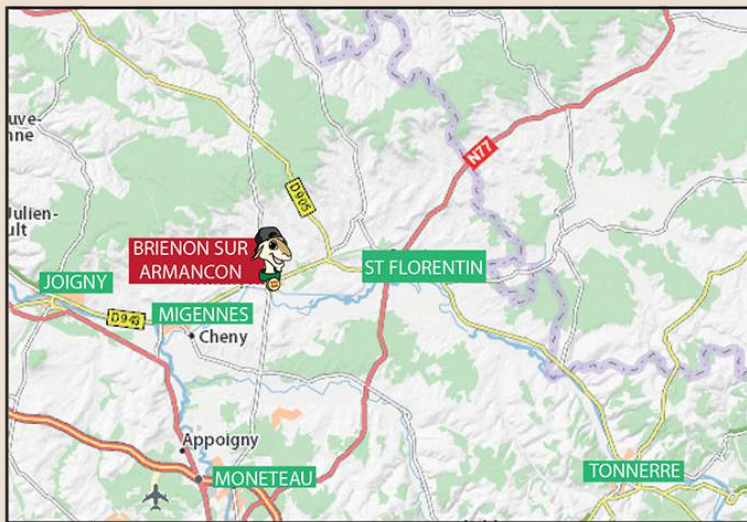 uve-
nne
N77
D905
Julien-
ult
BRIENON SUR
ARMANCON
ST FLORENTIN
JOIGNY
D943
MIGENNES
Cheny
Appoigny
MONETEAU
TONNERRE